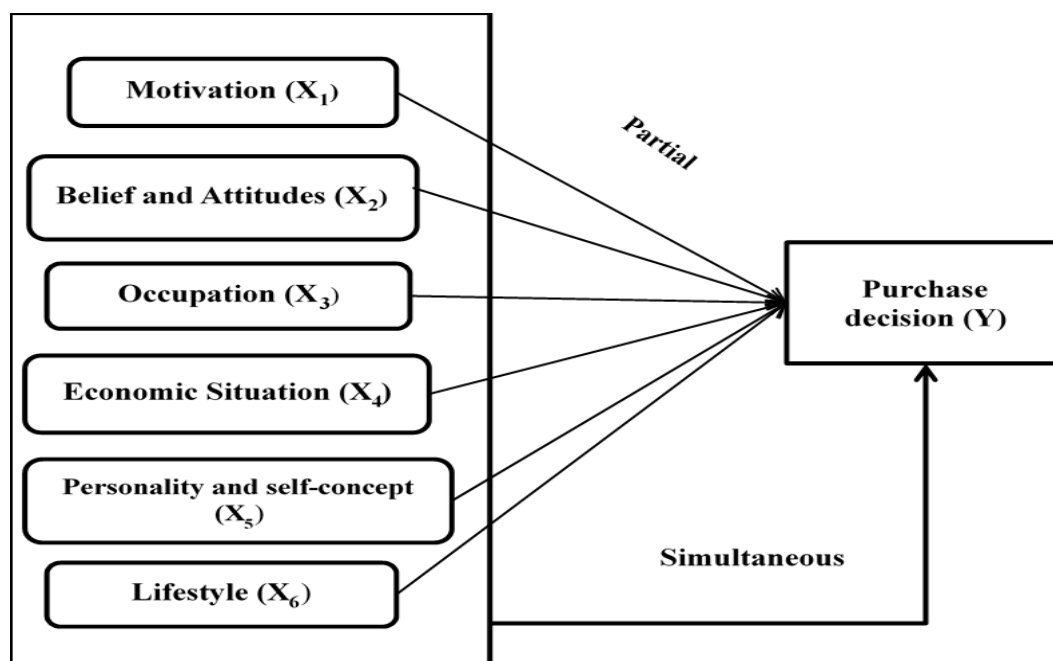 Motivation (X₁)
Partial
Belief and Attitudes (X₂)
Occupation (X₃)
Purchase
decision (Y)
Economic Situation (X₄)
Personality and self-concept
(X₅)
Simultaneous
Lifestyle (X₆)